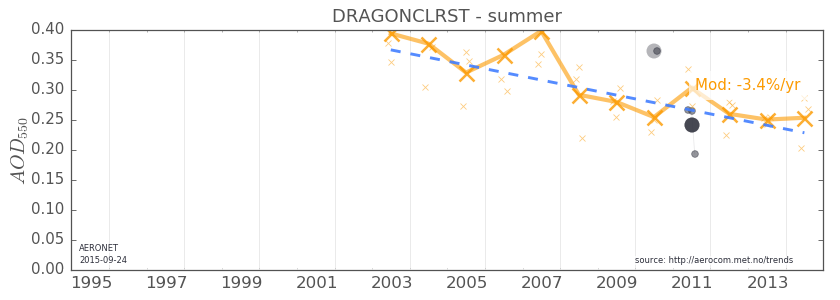 DRAGONCLRST - summer
0.40
0.35
0.30
0.25
0.20
0.15
0.10
0.05
0.00
AOD550
Mod: -3.4%/yr
AERONET
2015-09-24
source: http://aerocom.met.no/trends
1995 1997 1999 2001 2003 2005 2007 2009 2011 2013